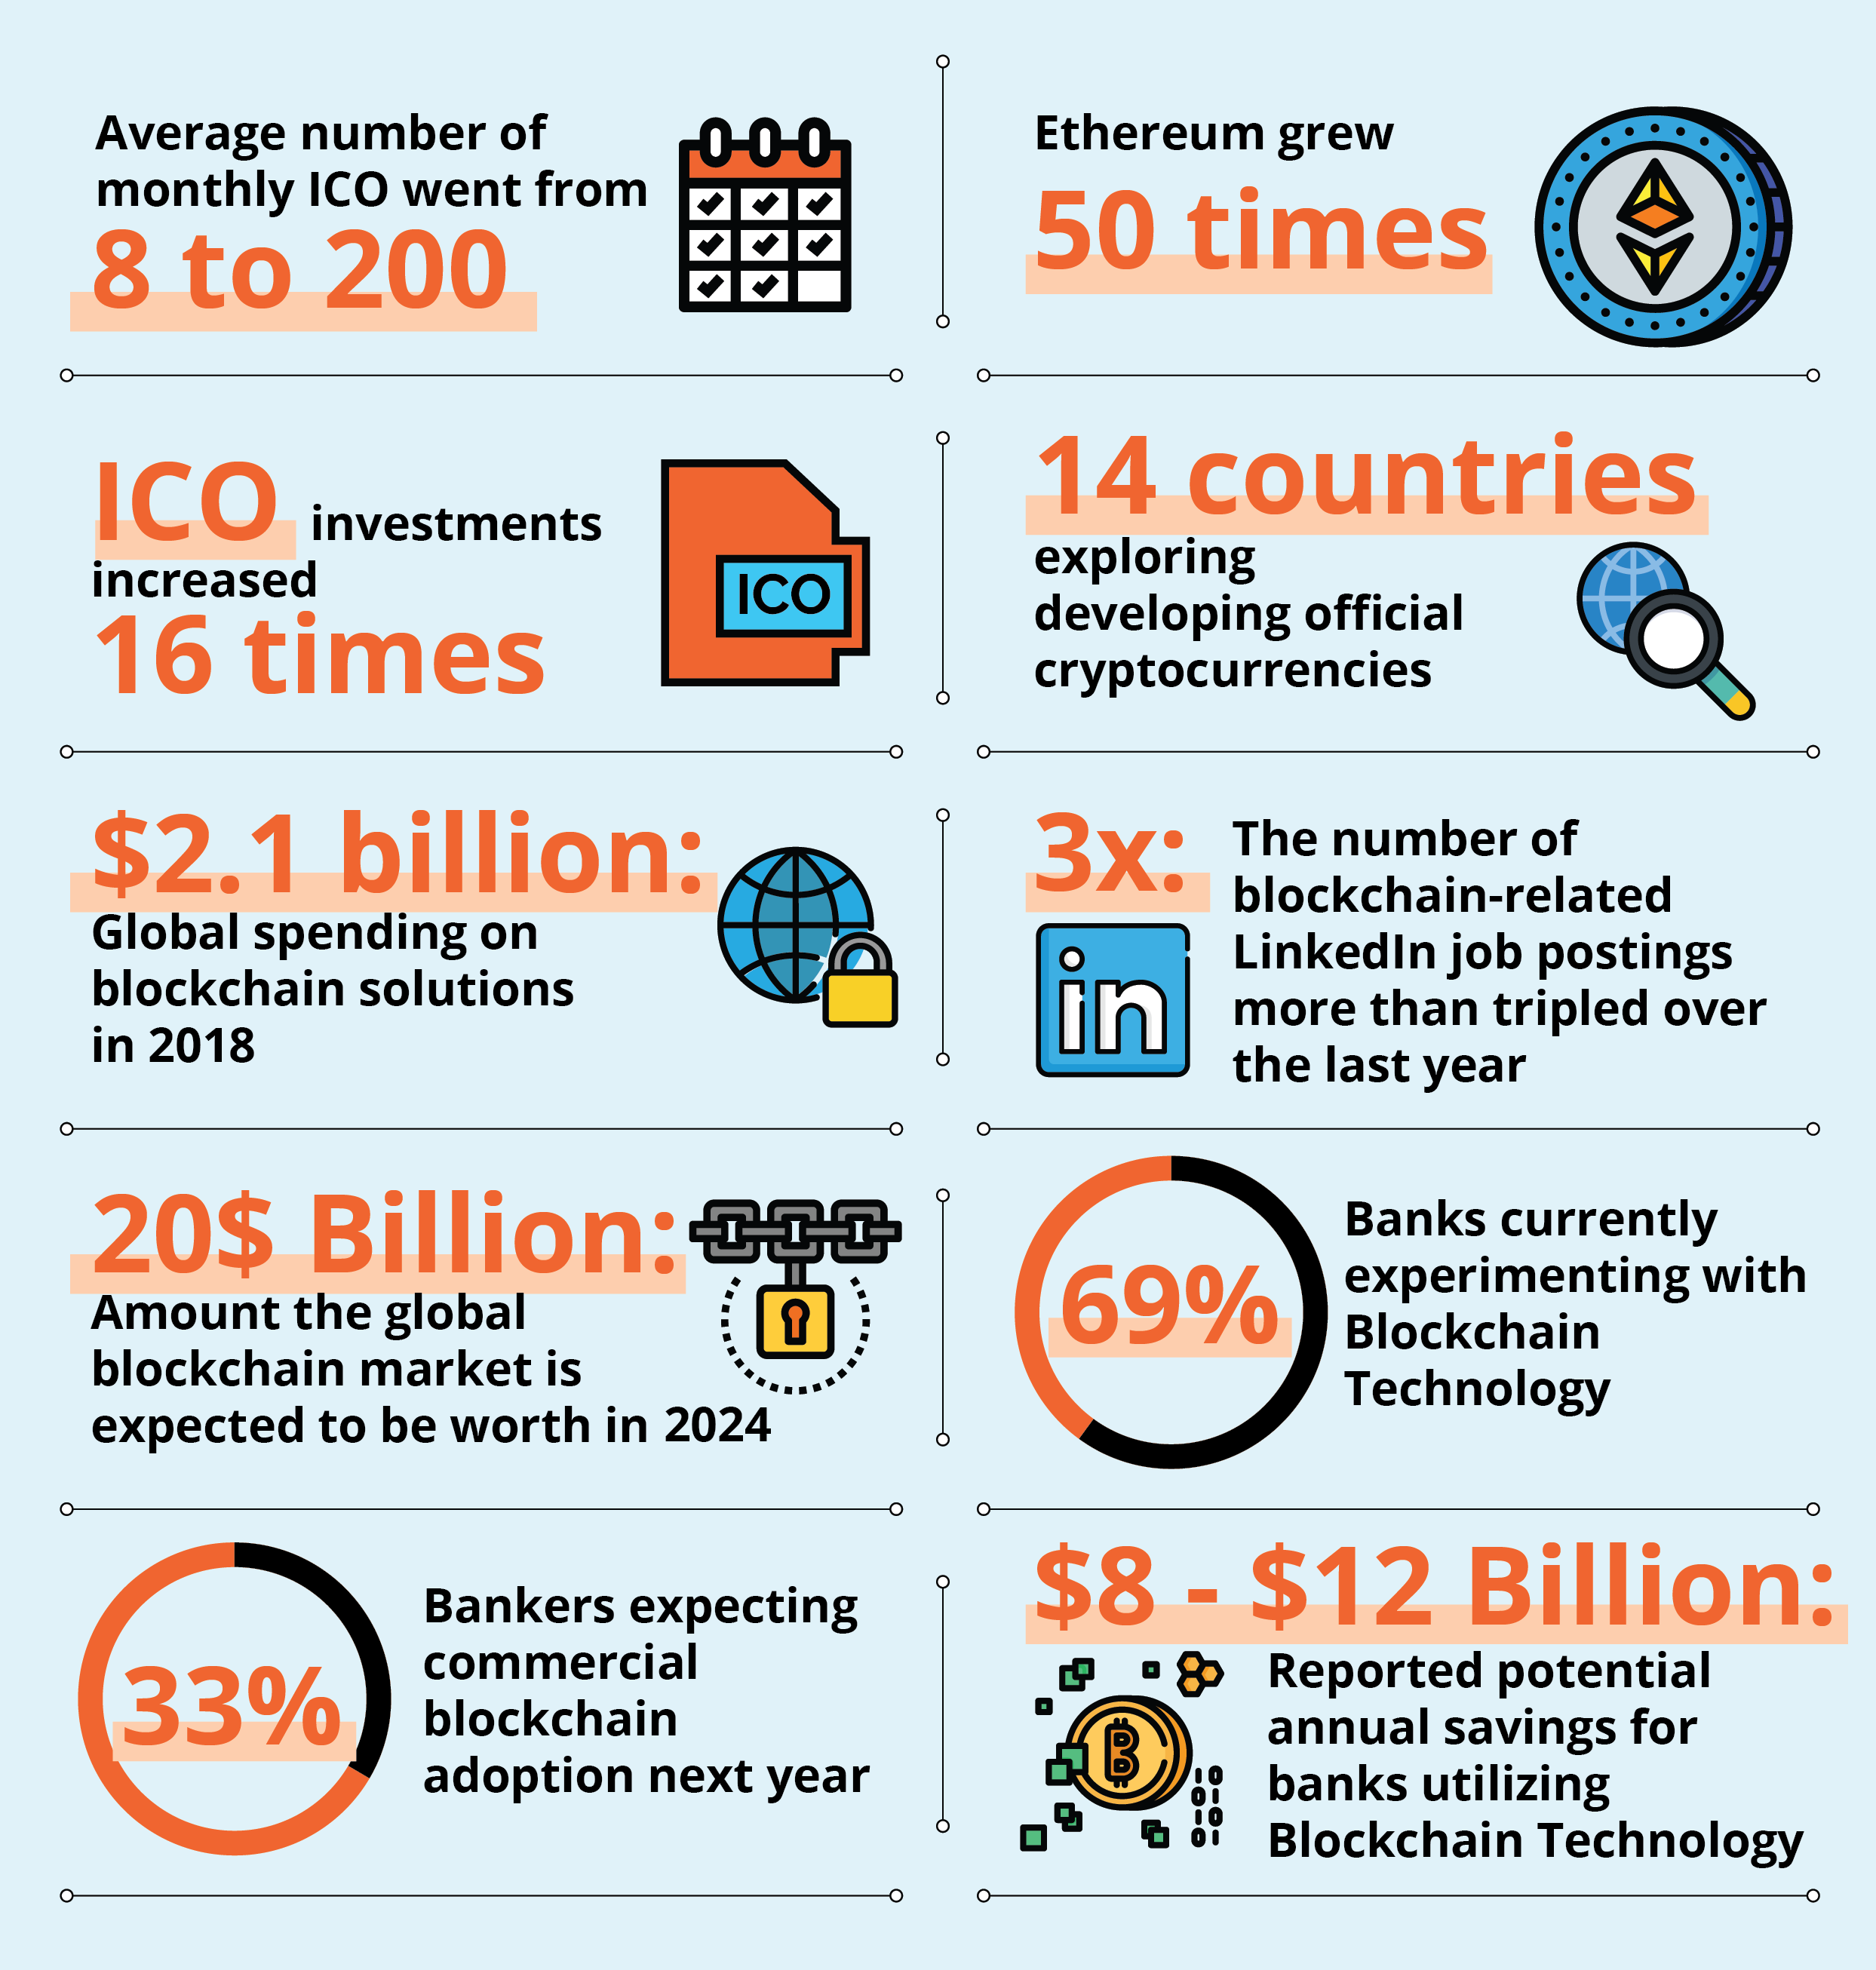 Average number of
monthly ICO went from
8 to 200
Ethereum grew
50 times
ICO investments
increased
16 times
ICO
14 countries
exploring
developing official
cryptocurrencies
$2.1 billion:
Global spending on
blockchain solutions
in 2018
3x:
in
The number of
blockchain-related
LinkedIn job postings
more than tripled over
the last year
20$ Billion:
Amount the global
blockchain market is
expected to be worth in 2024
69%
Banks currently
experimenting with
Blockchain
Technology
33%
Bankers expecting
commercial
blockchain
adoption next year
$8 - $12 Billion:
Reported potential
annual savings for
banks utilizing
Blockchain Technology
10
01
10
01